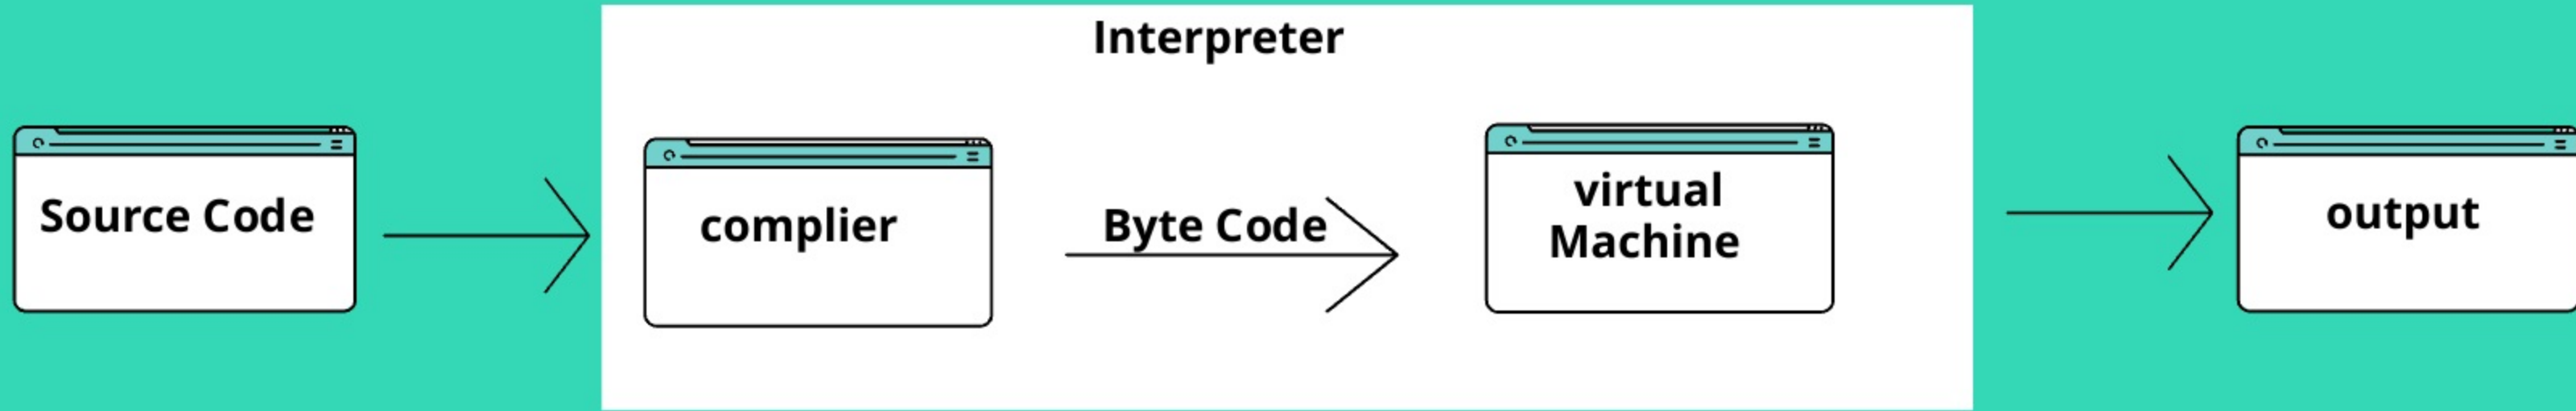 Interpreter
Source Code
complier
Byte Code
virtual
Machine
output